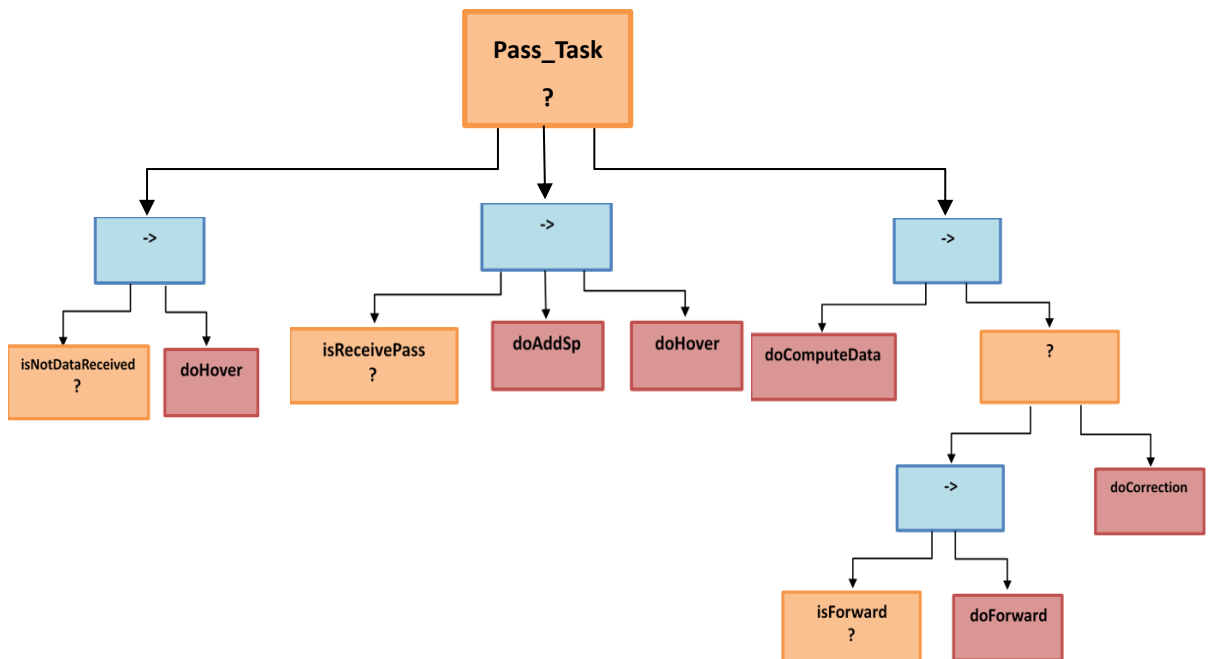 Pass_Task
?
->
->
->
isNotDataReceived
?
doHover
isReceivePass
?
doAddSp
doHover
doComputeData
?
->
doCorrection
isForward
?
doForward